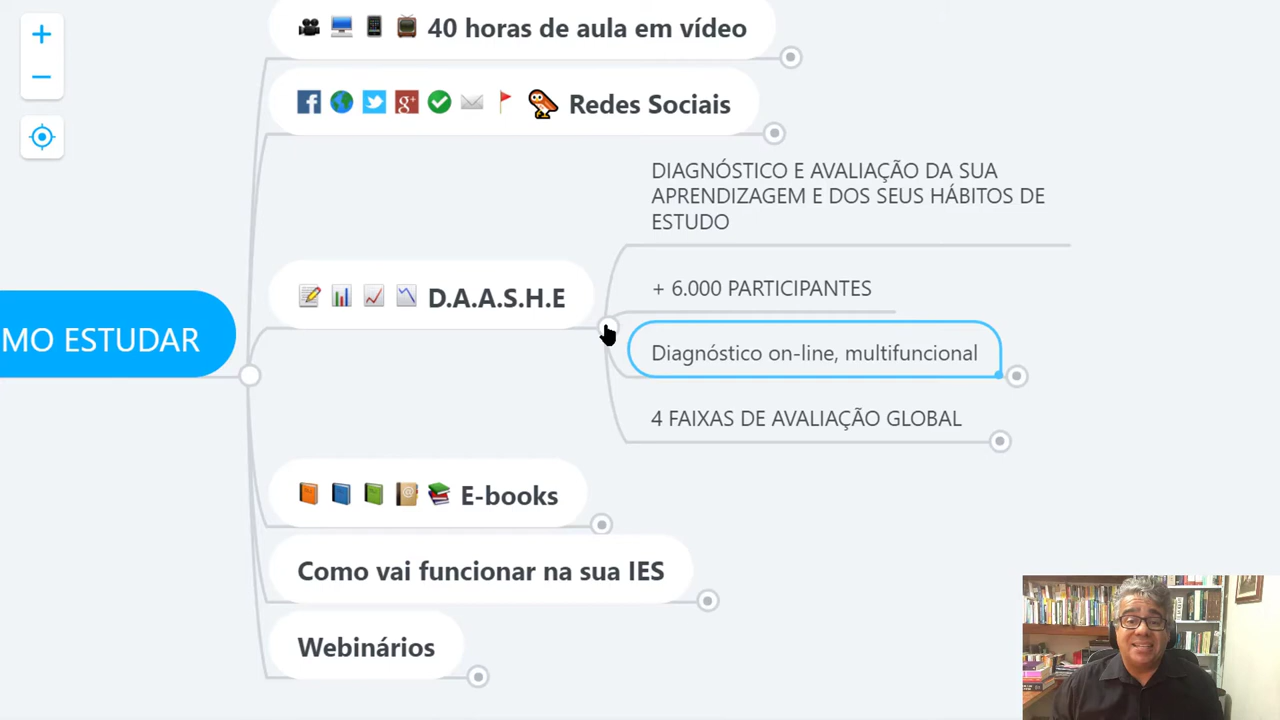 40 horas de aula em vídeo
Redes Sociais
DIAGNÓSTICO E AVALIAÇÃO DA SUA
APRENDIZAGEM E DOS SEUS HÁBITOS DE
ESTUDO
D.A.A.S.H.E
+ 6.000 PARTICIPANTES
MO ESTUDAR
Diagnóstico on-line, multifuncional
4 FAIXAS DE AVALIAÇÃO GLOBAL
E-books
Como vai funcionar na sua IES
Webinários